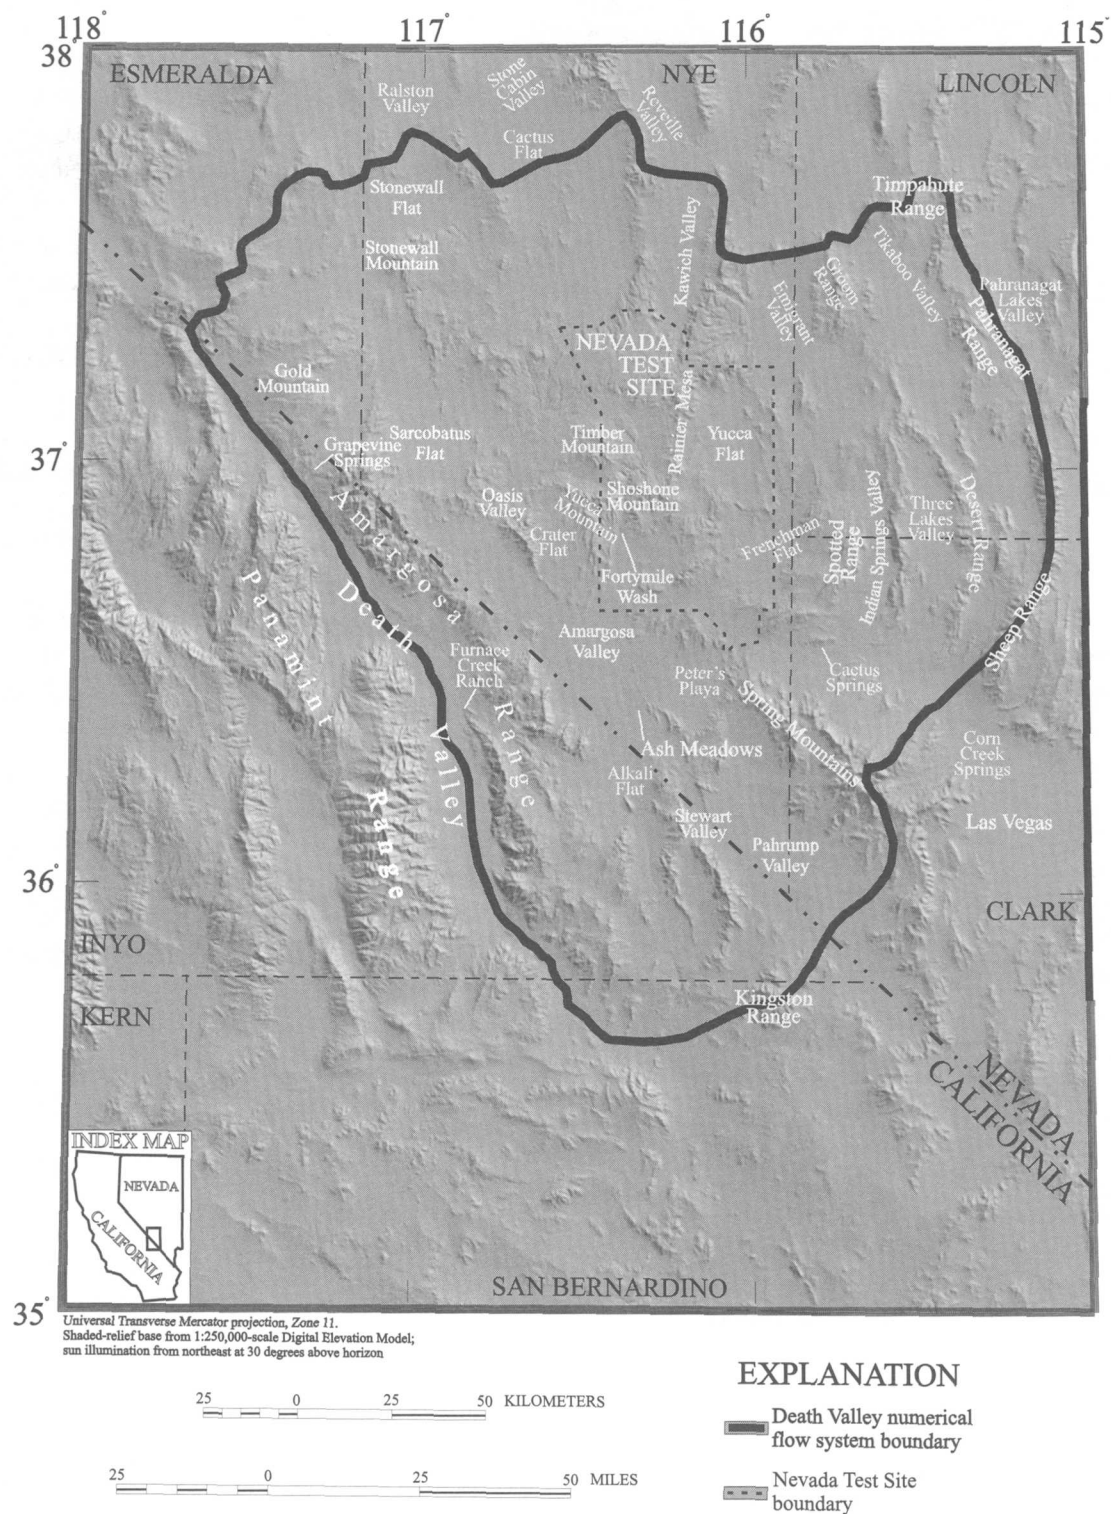 118°
117°
116°
115°
38°
ESMERALDA
NYE
LINCOLN
Ralston
Valley
Stone
Cabin
Valley
Reveille
Valley
Cactus
Flat
Stonewall
Flat
Timpahute
Range
Stonewall
Mountain
Kawich Valley
Groom
Range
Tikaboo Valley
Emigrant
Valley
Pahranagat
Lakes
Valley
Pahranagat
Range
NEVADA
TEST
SITE
Gold
Mountain
37°
Grapevine
Springs
Sarcobatus
Flat
Timber
Mountain
Rainier Mesa
Yucca
Flat
Oasis
Valley
Yucca
Mountain
Shoshone
Mountain
Crater
Flat
Frenchman
Flat
Spotted
Range
Indian Springs Valley
Three
Lakes
Valley
Desert Range
Fortymile
Wash
Amargosa
Range
Death
Valley
Panamint
Range
Amargosa
Valley
Furnace
Creek
Ranch
Peter's
Playa
Cactus
Springs
Sheep Range
Spring Mountains
Ash Meadows
Alkali
Flat
Corn
Creek
Springs
Stewart
Valley
Las Vegas
Pahrump
Valley
36°
CLARK
INYO
KERN
Kingston
Range
NEVADA
CALIFORNIA
INDEX MAP
NEVADA
CALIFORNIA
SAN BERNARDINO
35°
Universal Transverse Mercator projection, Zone 11.
Shaded-relief base from 1:250,000-scale Digital Elevation Model;
sun illumination from northeast at 30 degrees above horizon
25 0 25 50 KILOMETERS
25 0 25 50 MILES
EXPLANATION
Death Valley numerical
flow system boundary
Nevada Test Site
boundary